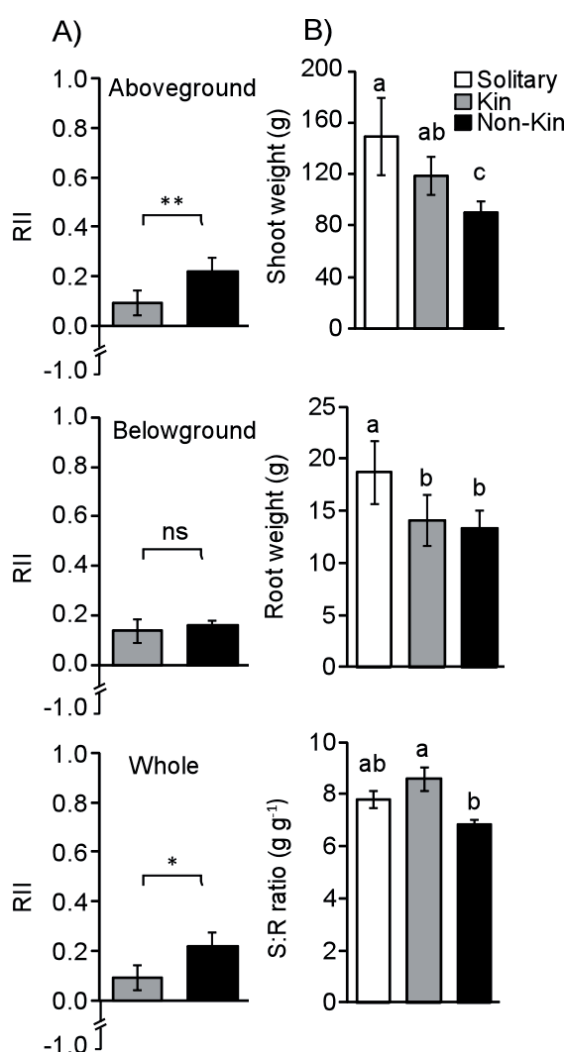 A)
Aboveground
1.0
0.8
0.6
0.4
0.2
0.0
-1.0
RII
**
Belowground
1.0
0.8
0.6
0.4
0.2
0.0
-1.0
RII
ns
Whole
1.0
0.8
0.6
0.4
0.2
0.0
-1.0
RII
*
B)
Solitary
Kin
Non-Kin
200
160
120
80
40
0
Shoot weight (g)
a
ab
c
25
20
15
10
5
0
Root weight (g)
a
b
b
10
8
6
4
2
0
S:R ratio (g g⁻¹)
ab
a
b